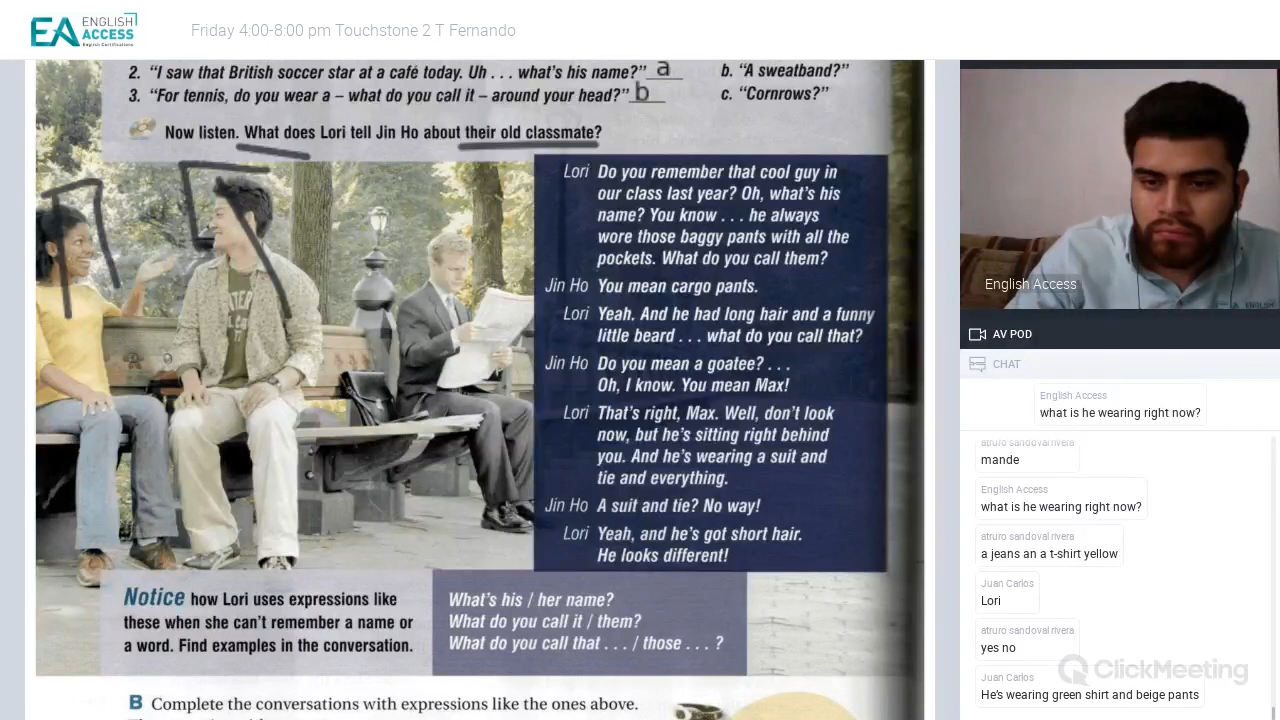 EA ENGLISH ACCESS
English Certifications
Friday 4:00-8:00 pm Touchstone 2 T Fernando
2. “I saw that British soccer star at a café today. Uh . . . what’s his name?” a
b. “A sweatband?”
3. “For tennis, do you wear a – what do you call it – around your head?” b
c. “Cornrows?”
Now listen. What does Lori tell Jin Ho about their old classmate?
Lori Do you remember that cool guy in
our class last year? Oh, what’s his
name? You know . . . he always
wore those baggy pants with all the
pockets. What do you call them?
Jin Ho You mean cargo pants.
Lori Yeah. And he had long hair and a funny
little beard . . . what do you call that?
Jin Ho Do you mean a goatee? . . .
Oh, I know. You mean Max!
Lori That’s right, Max. Well, don’t look
now, but he’s sitting right behind
you. And he’s wearing a suit and
tie and everything.
Jin Ho A suit and tie? No way!
Lori Yeah, and he’s got short hair.
He looks different!
Notice how Lori uses expressions like
these when she can’t remember a name or
a word. Find examples in the conversation.
What’s his / her name?
What do you call it / them?
What do you call that . . . / those . . . ?
B Complete the conversations with expressions like the ones above.
English Access
AV POD
CHAT
English Access
what is he wearing right now?
atruro sandoval rivera
mande
English Access
what is he wearing right now?
atruro sandoval rivera
a jeans an a t-shirt yellow
Juan Carlos
Lori
atruro sandoval rivera
yes no
Juan Carlos
He's wearing green shirt and beige pants
ClickMeeting